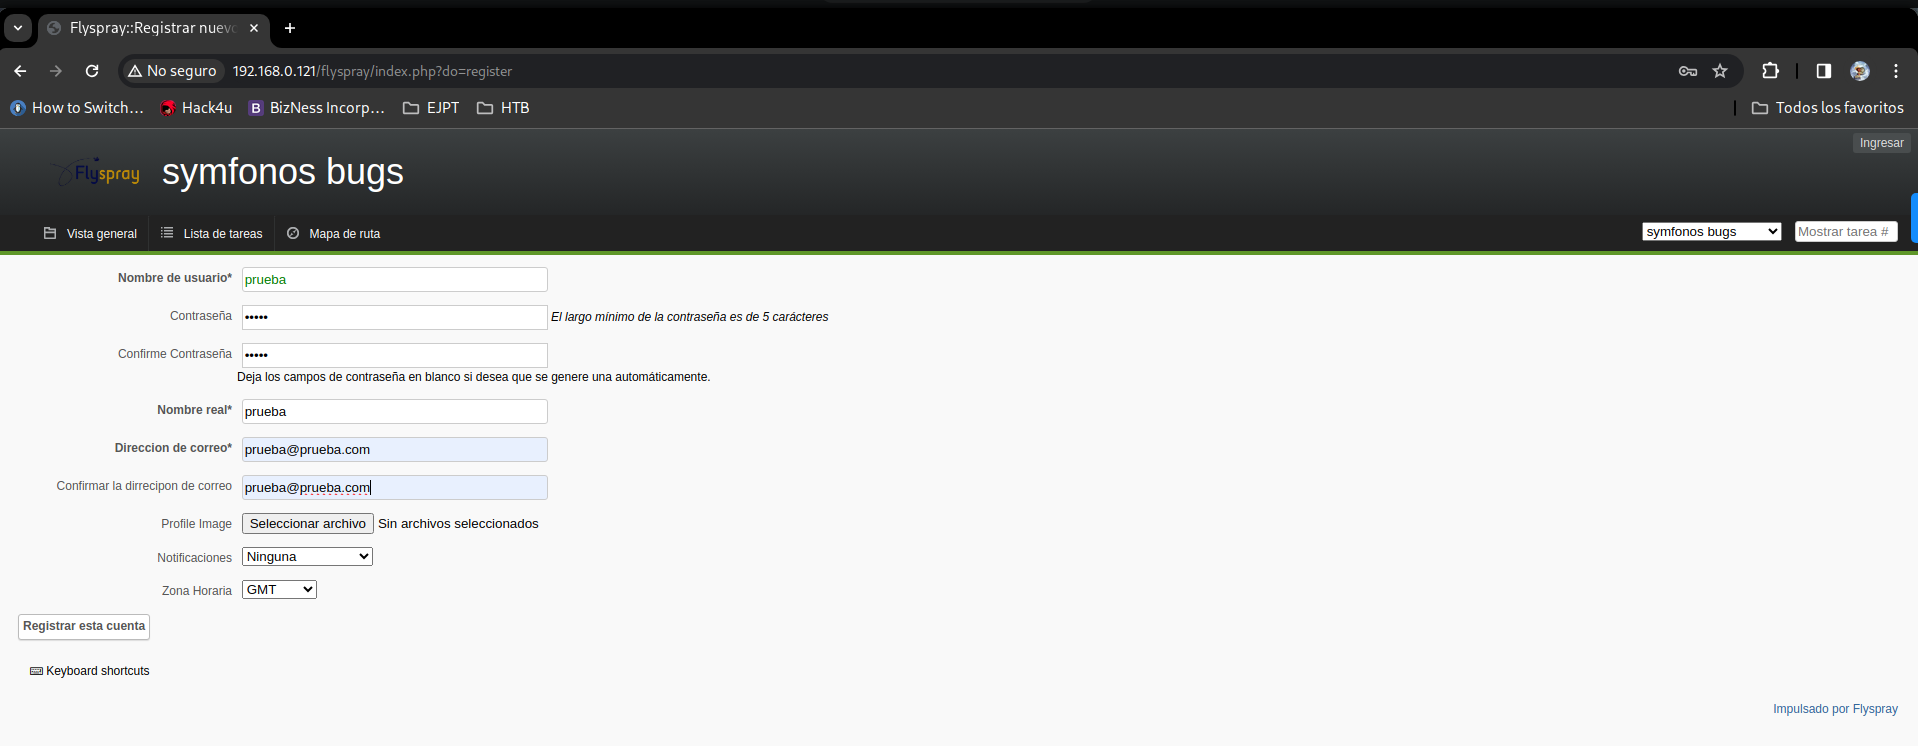 Flyspray::Registrar nuevo
No seguro 192.168.0.121/flyspray/index.php?do=register
How to Switch... Hack4u B BizNess Incorp... EJPT HTB Todos los favoritos
Ingresar
Flyspray symfonos bugs
Vista general Lista de tareas Mapa de ruta symfonos bugs Mostrar tarea #
Nombre de usuario* prueba
Contraseña ••••• El largo mínimo de la contraseña es de 5 carácteres
Confirme Contraseña •••••
Deja los campos de contraseña en blanco si desea que se genere una automáticamente.
Nombre real* prueba
Direccion de correo* prueba@prueba.com
Confirmar la dirrecipon de correo prueba@prueba.com
Profile Image Seleccionar archivo Sin archivos seleccionados
Notificaciones Ninguna
Zona Horaria GMT
Registrar esta cuenta
Keyboard shortcuts
Impulsado por Flyspray